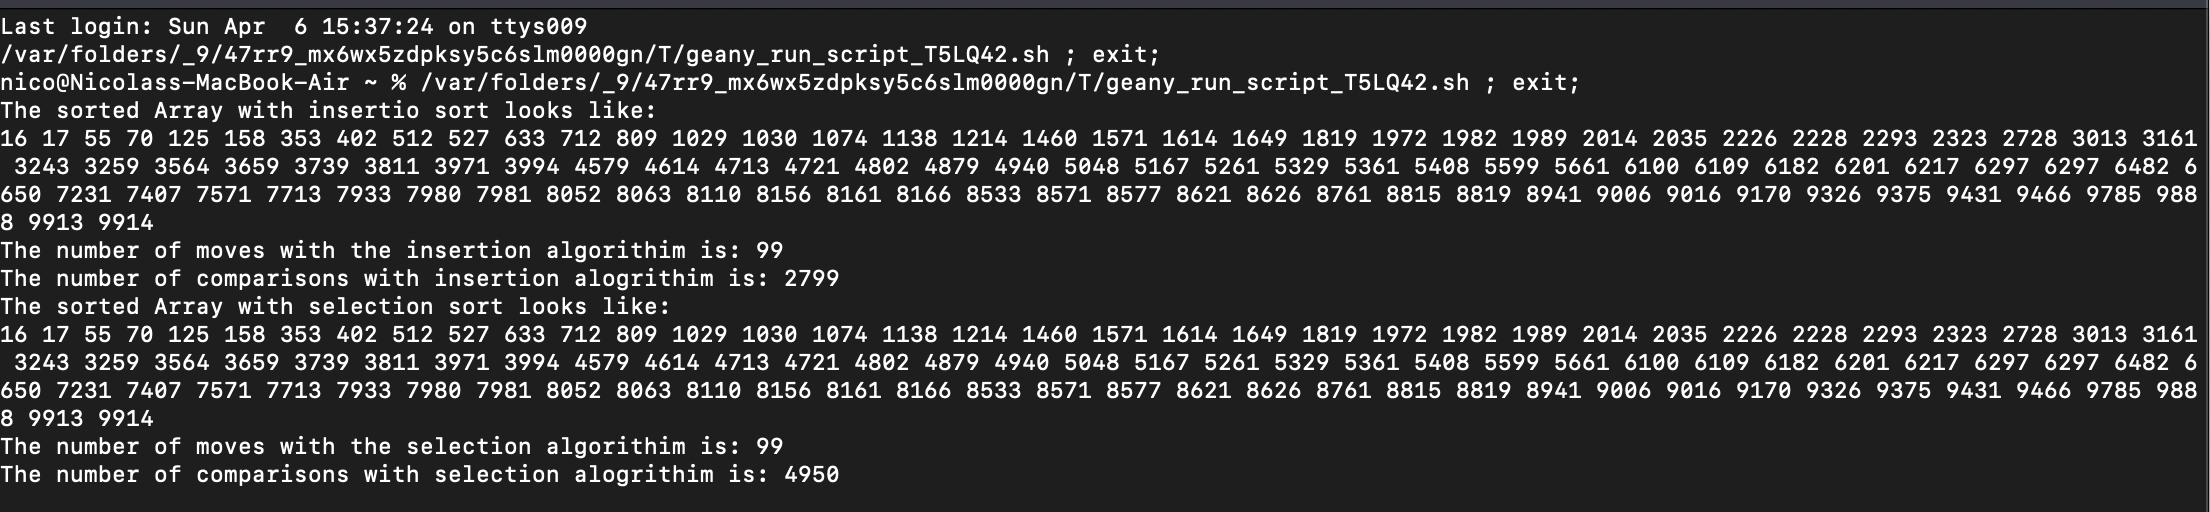 Last login: Sun Apr  6 15:37:24 on ttys009
/var/folders/_9/47rr9_mx6wx5zdpksy5c6slm0000gn/T/geany_run_script_T5LQ42.sh ; exit;
nico@Nicolass-MacBook-Air ~ % /var/folders/_9/47rr9_mx6wx5zdpksy5c6slm0000gn/T/geany_run_script_T5LQ42.sh ; exit;
The sorted Array with insertio sort looks like:
16 17 55 70 125 158 353 402 512 527 633 712 809 1029 1030 1074 1138 1214 1460 1571 1614 1649 1819 1972 1982 1989 2014 2035 2226 2228 2293 2323 2728 3013 3161
 3243 3259 3564 3659 3739 3811 3971 3994 4579 4614 4713 4721 4802 4879 4940 5048 5167 5261 5329 5361 5408 5599 5661 6100 6109 6182 6201 6217 6297 6297 6482 6
650 7231 7407 7571 7713 7933 7980 7981 8052 8063 8110 8156 8161 8166 8533 8571 8577 8621 8626 8761 8815 8819 8941 9006 9016 9170 9326 9375 9431 9466 9785 988
8 9913 9914
The number of moves with the insertion algorithim is: 99
The number of comparisons with insertion alogrithim is: 2799
The sorted Array with selection sort looks like:
16 17 55 70 125 158 353 402 512 527 633 712 809 1029 1030 1074 1138 1214 1460 1571 1614 1649 1819 1972 1982 1989 2014 2035 2226 2228 2293 2323 2728 3013 3161
 3243 3259 3564 3659 3739 3811 3971 3994 4579 4614 4713 4721 4802 4879 4940 5048 5167 5261 5329 5361 5408 5599 5661 6100 6109 6182 6201 6217 6297 6297 6482 6
650 7231 7407 7571 7713 7933 7980 7981 8052 8063 8110 8156 8161 8166 8533 8571 8577 8621 8626 8761 8815 8819 8941 9006 9016 9170 9326 9375 9431 9466 9785 988
8 9913 9914
The number of moves with the selection algorithim is: 99
The number of comparisons with selection alogrithim is: 4950